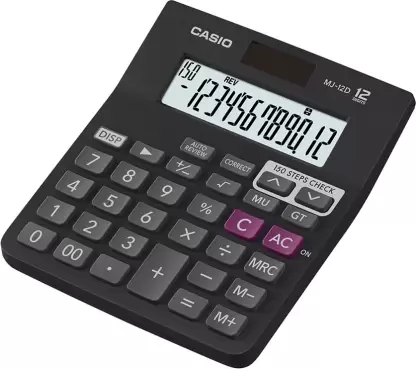 CASIO
MJ-12D 12 DIGITS
150 REV
-123456789012
DISP ▶ AUTO REVIEW CORRECT 150 STEPS CHECK
7 8 9 +/- √ MU GT
4 5 6 % C AC ON
1 2 3 × ÷ MRC
0 00 · + − M−
= M+